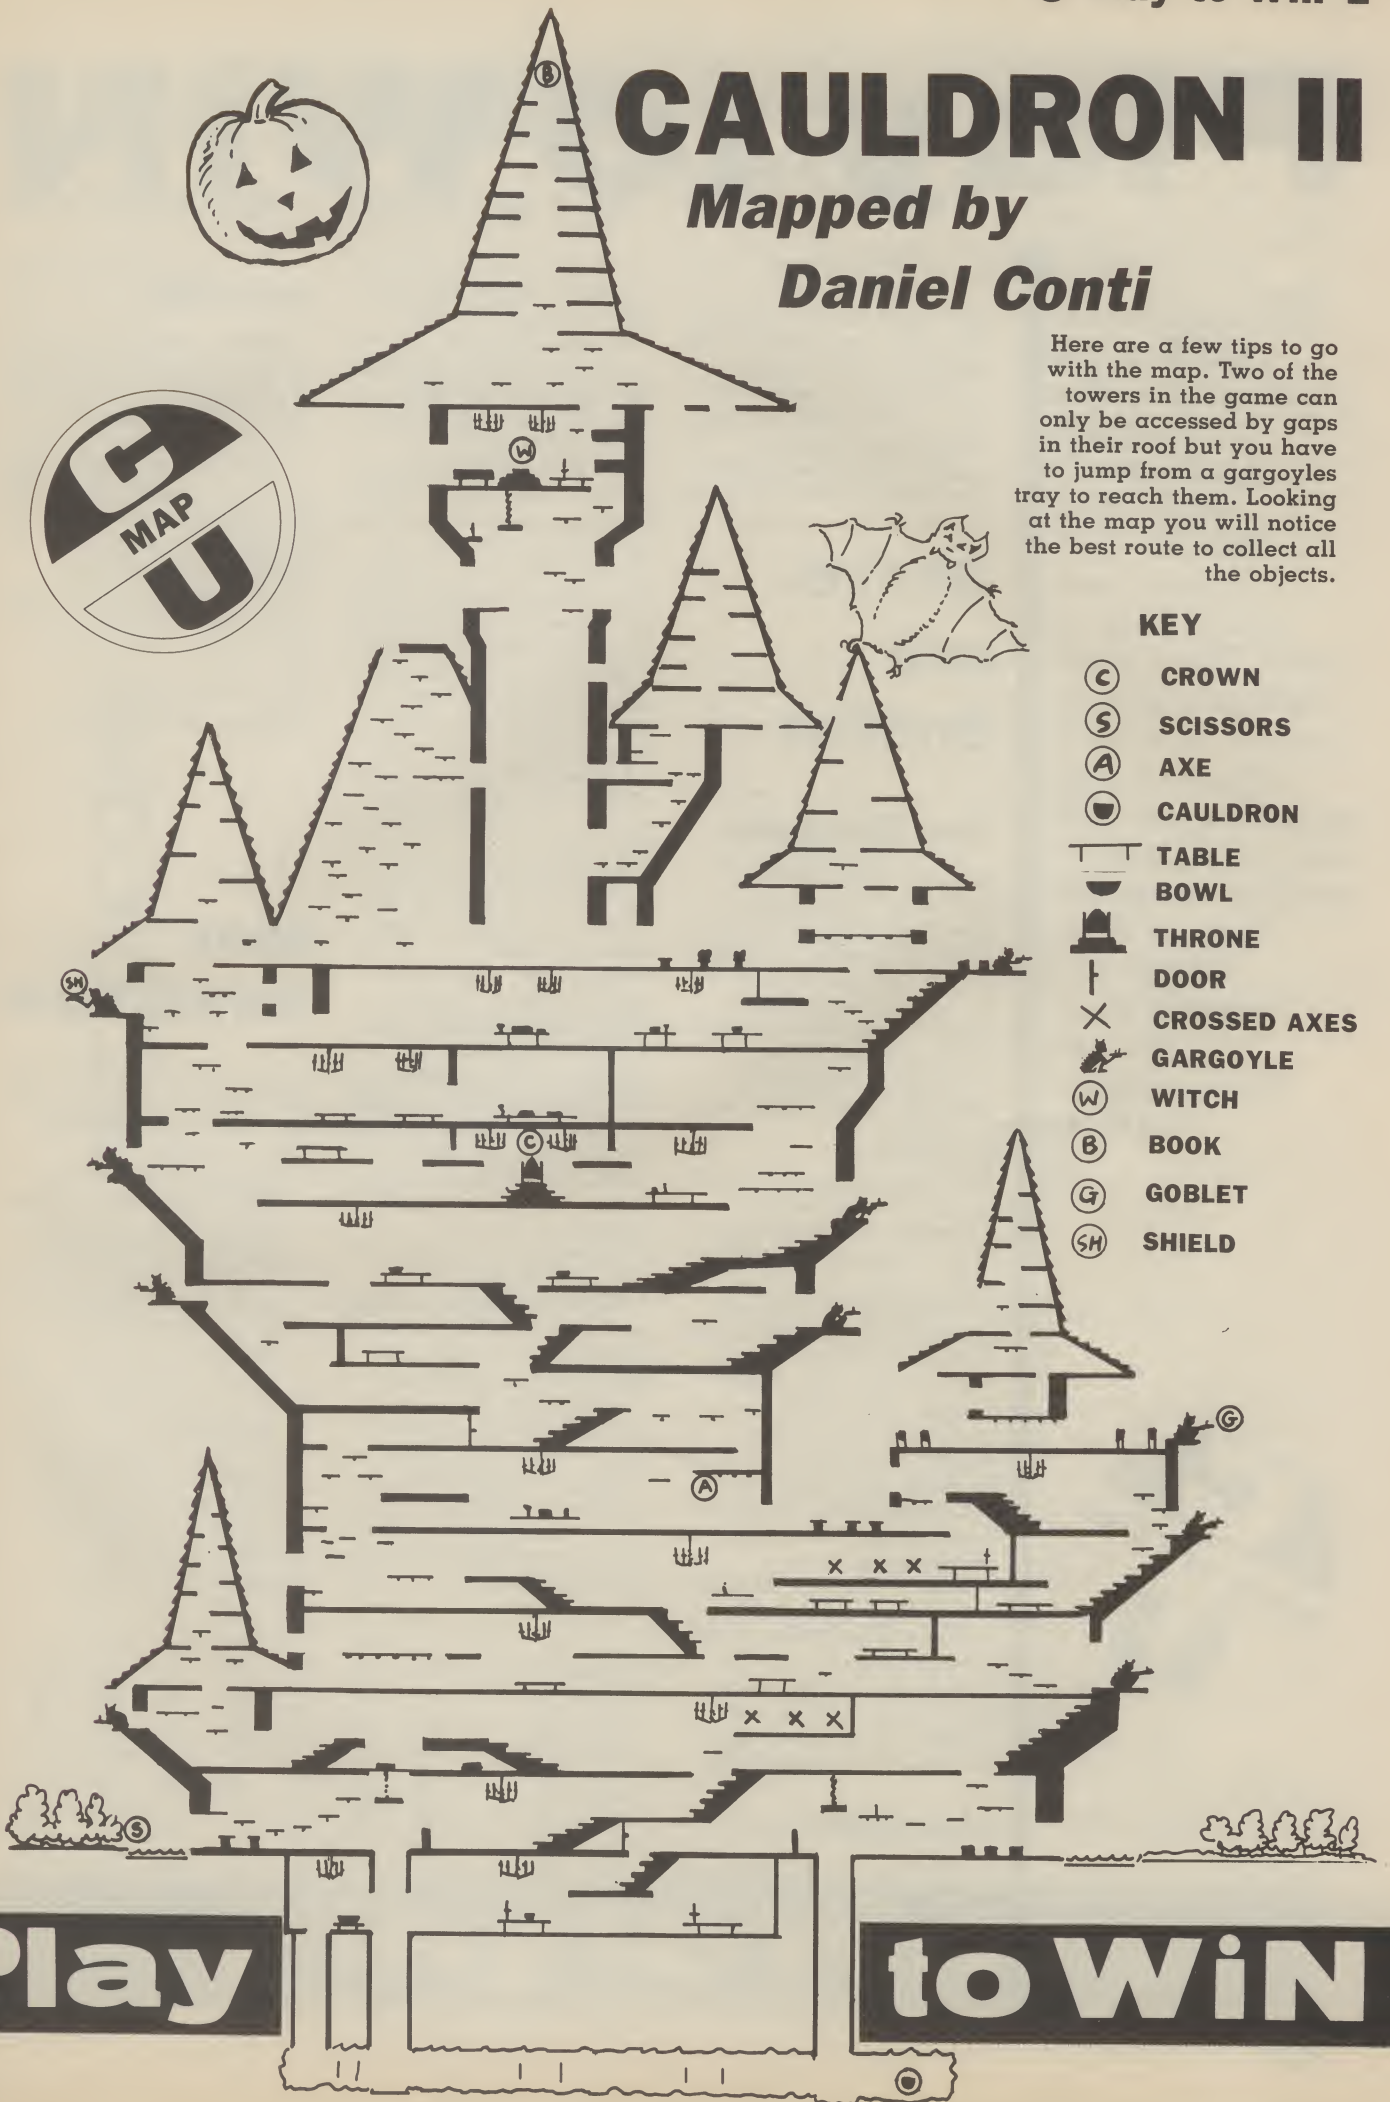 CAULDRON II
Mapped by
Daniel Conti
Here are a few tips to go
with the map. Two of the
towers in the game can
only be accessed by gaps
in their roof but you have
to jump from a gargoyles
tray to reach them. Looking
at the map you will notice
the best route to collect all
the objects.
C
MAP
U
KEY
C CROWN
S SCISSORS
A AXE
CAULDRON
TABLE
BOWL
THRONE
DOOR
CROSSED AXES
GARGOYLE
W WITCH
B BOOK
G GOBLET
SH SHIELD
B
W
SH
C
G
A
S
Play
to WiN